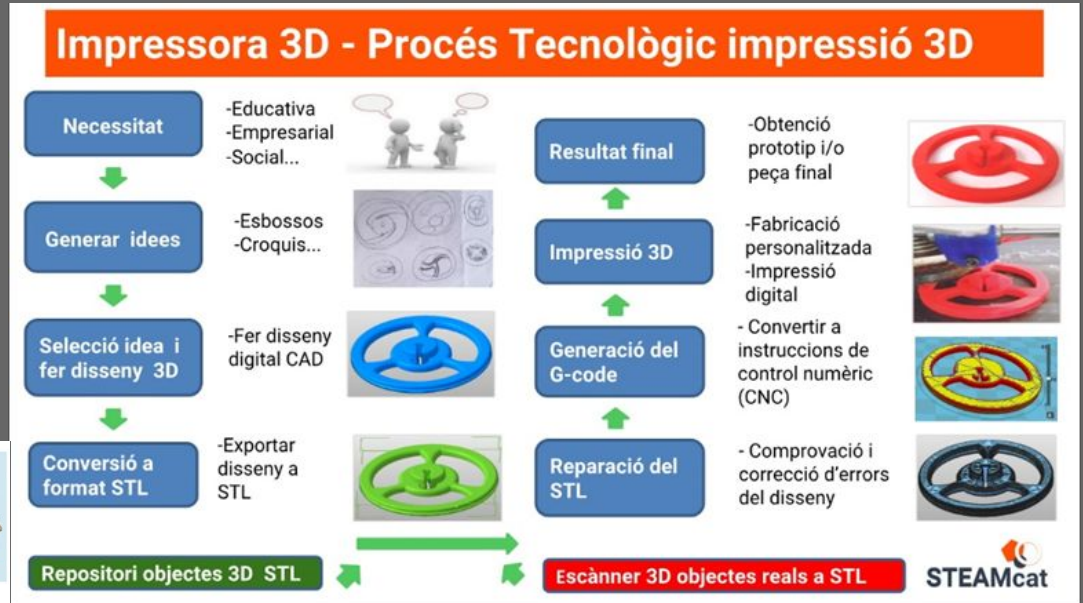 Impressora 3D - Procés Tecnològic impressió 3D
Necessitat
-Educativa
-Empresarial
-Social...
Generar idees
-Esbossos
-Croquis...
Selecció idea i
fer disseny 3D
-Fer disseny
digital CAD
Conversió a
format STL
-Exportar
disseny a
STL
Repositori objectes 3D STL
Resultat final
-Obtenció
prototip i/o
peça final
Impressió 3D
-Fabricació
personalitzada
-Impressió
digital
Generació del
G-code
- Convertir a
instruccions de
control numèric
(CNC)
Reparació del
STL
- Comprovació i
correcció d'errors
del disseny
Escànner 3D objectes reals a STL
STEAMcat